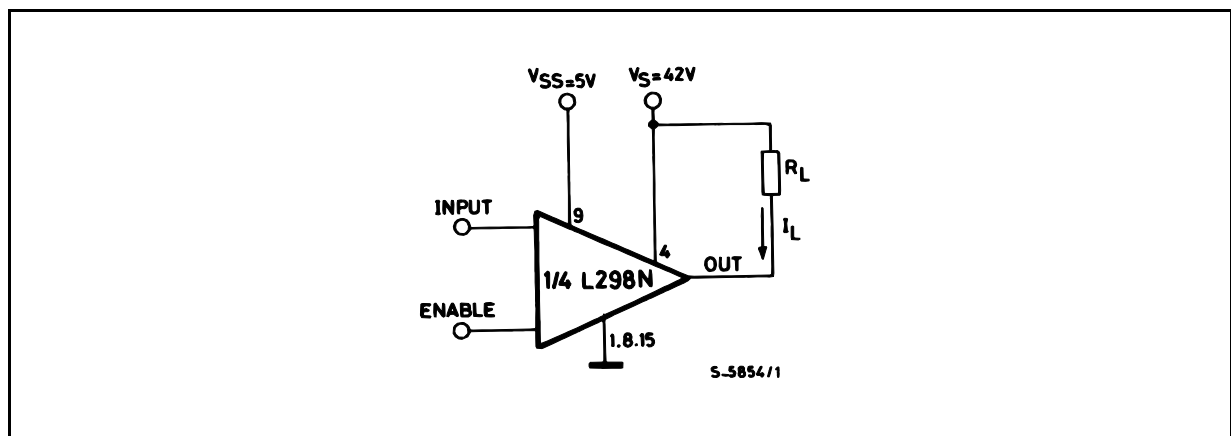 VSS=5V
VS=42V
RL
INPUT
9
IL
4
OUT
1/4 L298N
ENABLE
1.8.15
S-5854/1